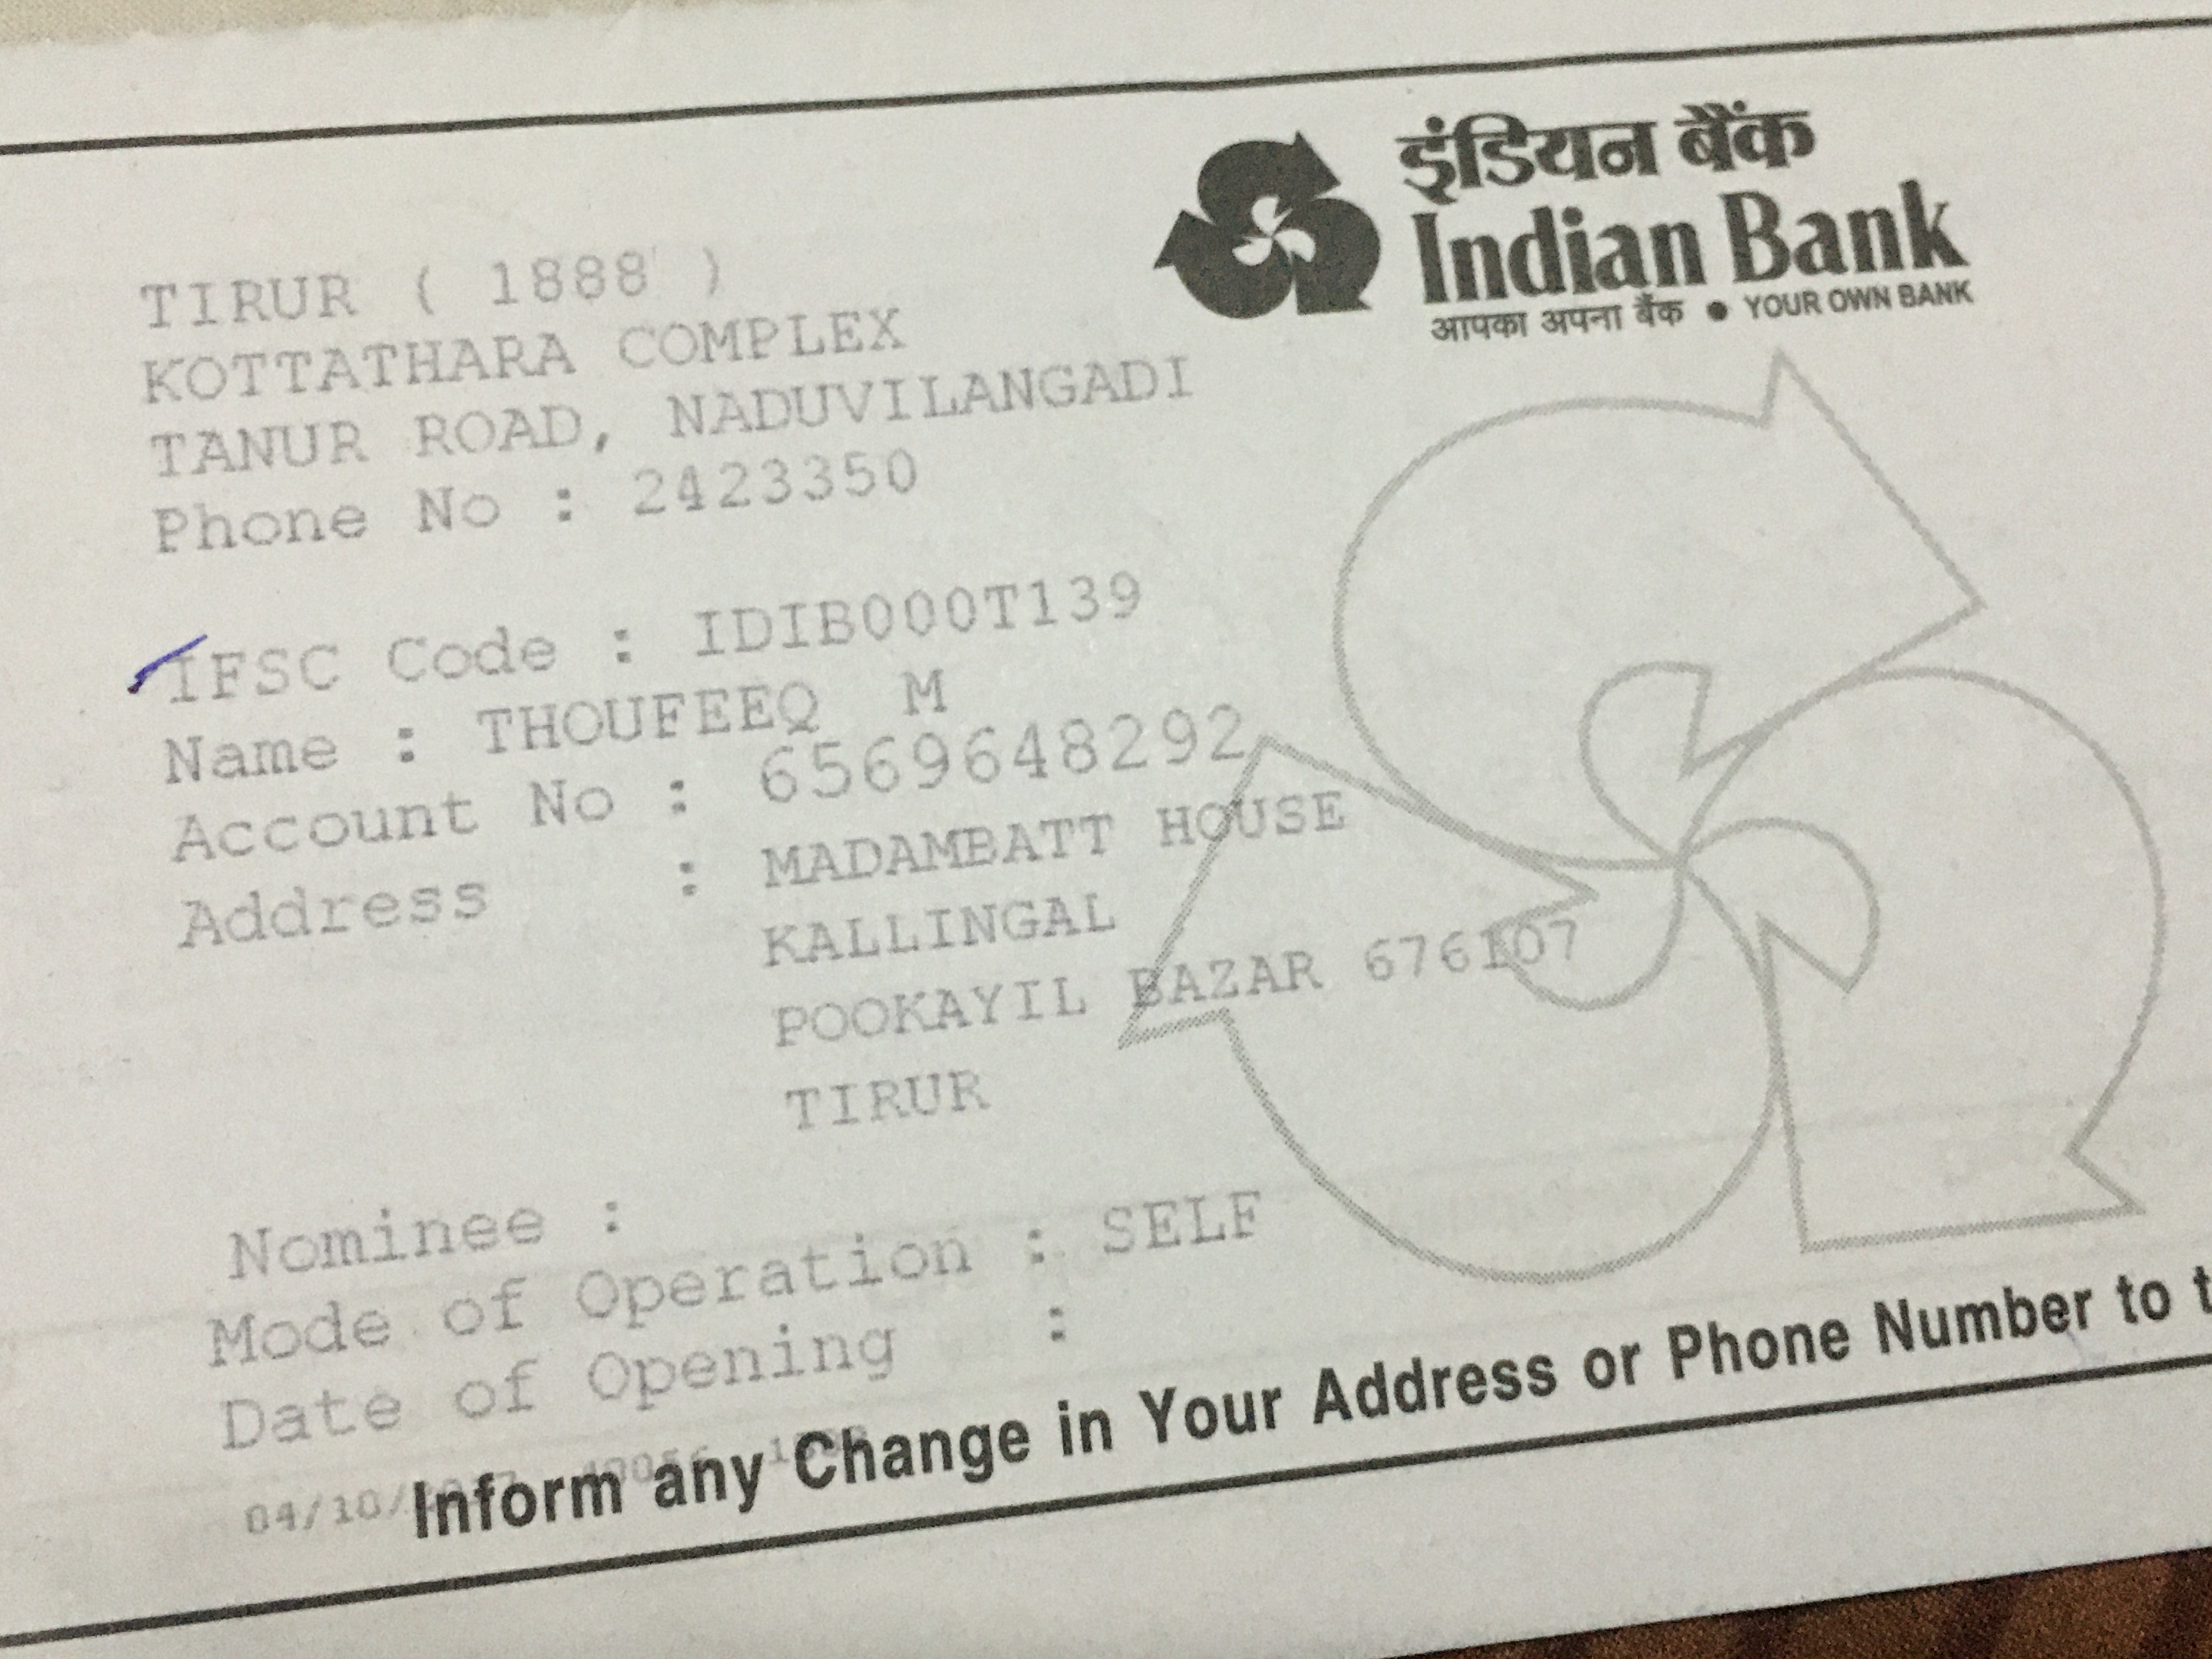 इंडियन बैंक
Indian Bank
आपका अपना बैंक • YOUR OWN BANK
TIRUR ( 1888 )
KOTTATHARA COMPLEX
TANUR ROAD, NADUVILANGADI
Phone No : 2423350
IFSC Code : IDIB000T139
Name : THOUFEEQ M
Account No : 6569648292
Address : MADAMBATT HOUSE
KALLINGAL
POOKAYIL BAZAR 676107
TIRUR
Nominee :
Mode of Operation : SELF
Date of Opening :
04/10/
Inform any Change in Your Address or Phone Number to t